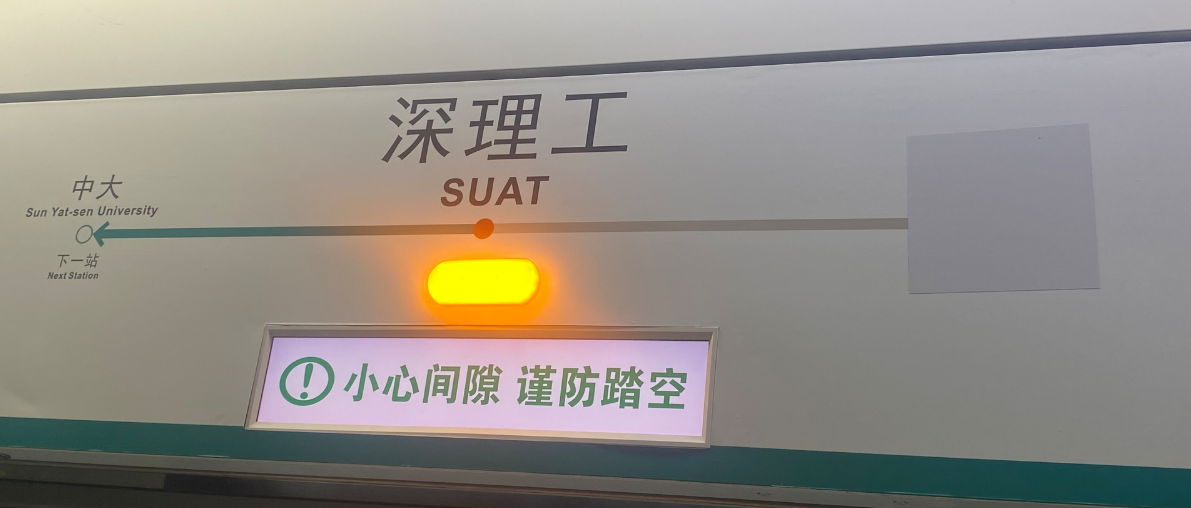 深理工
SUAT
中大
Sun Yat-sen University
下一站
Next Station
小心间隙 谨防踏空